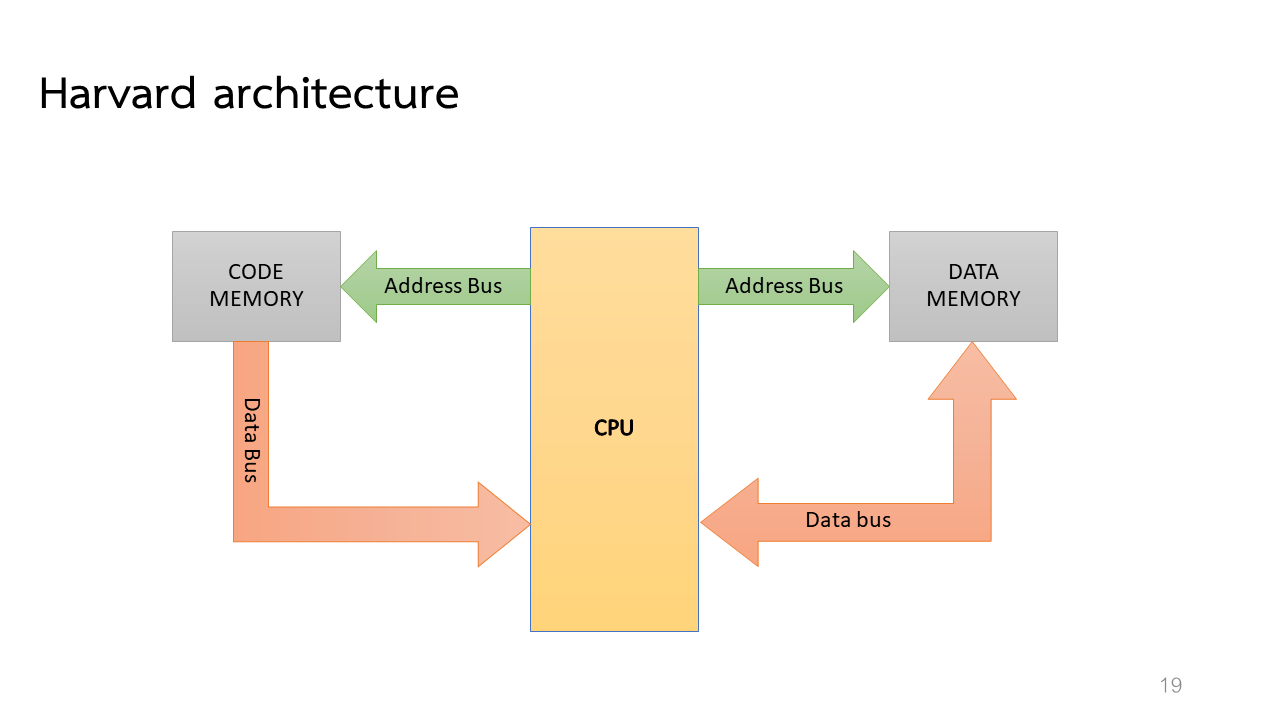 Harvard architecture
CODE
MEMORY
Address Bus
Address Bus
DATA
MEMORY
Data Bus
CPU
Data bus
19